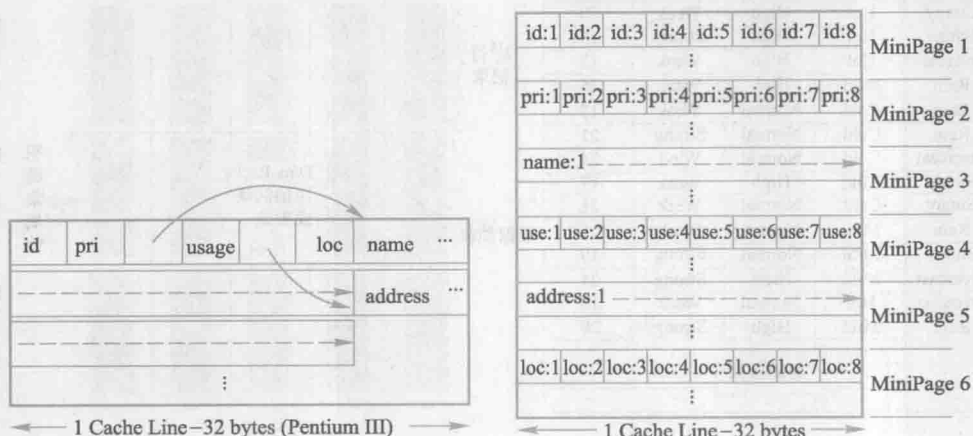 id pri usage loc name ...
address ...
⋮
1 Cache Line-32 bytes (Pentium III)
id:1 id:2 id:3 id:4 id:5 id:6 id:7 id:8
⋮
MiniPage 1
pri:1 pri:2 pri:3 pri:4 pri:5 pri:6 pri:7 pri:8
⋮
MiniPage 2
name:1
⋮
MiniPage 3
use:1 use:2 use:3 use:4 use:5 use:6 use:7 use:8
⋮
MiniPage 4
address:1
⋮
MiniPage 5
loc:1 loc:2 loc:3 loc:4 loc:5 loc:6 loc:7 loc:8
⋮
MiniPage 6
1 Cache Line-32 bytes